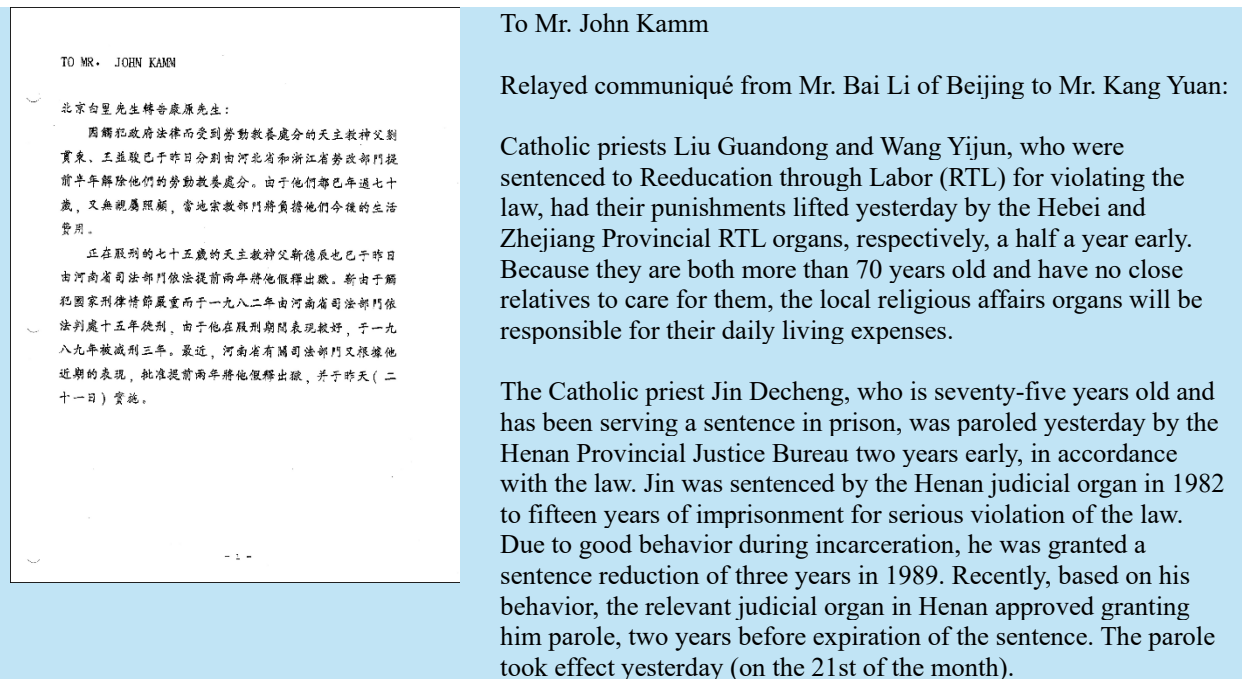 TO MR. JOHN KAMM
北京白里先生轉告康原先生:
因觸犯政府法律而受到勞動教養處分的天主教神父劉
貫東、王益駿已于昨日分別由河北省和浙江省勞改部門提
前半年解除他們的勞動教養處分。由于他們都已年過七十
歲,又無親屬照顧,當地宗教部門將負擔他們今後的生活
費用。
正在服刑的七十五歲的天主教神父靳德辰也已于昨日
由河南省司法部門依法提前兩年將他假釋出獄。靳由于觸
犯國家刑律情節嚴重而于一九八二年由河南省司法部門依
法判處十五年徒刑,由于他在服刑期間表現較好,于一九
八九年被減刑三年。最近,河南省有關司法部門又根據他
近期的表現,批准提前兩年將他假釋出獄,并于昨天(二
十一日)實施。
- 1 -
To Mr. John Kamm
Relayed communiqué from Mr. Bai Li of Beijing to Mr. Kang Yuan:
Catholic priests Liu Guandong and Wang Yijun, who were
sentenced to Reeducation through Labor (RTL) for violating the
law, had their punishments lifted yesterday by the Hebei and
Zhejiang Provincial RTL organs, respectively, a half a year early.
Because they are both more than 70 years old and have no close
relatives to care for them, the local religious affairs organs will be
responsible for their daily living expenses.
The Catholic priest Jin Decheng, who is seventy-five years old and
has been serving a sentence in prison, was paroled yesterday by the
Henan Provincial Justice Bureau two years early, in accordance
with the law. Jin was sentenced by the Henan judicial organ in 1982
to fifteen years of imprisonment for serious violation of the law.
Due to good behavior during incarceration, he was granted a
sentence reduction of three years in 1989. Recently, based on his
behavior, the relevant judicial organ in Henan approved granting
him parole, two years before expiration of the sentence. The parole
took effect yesterday (on the 21st of the month).